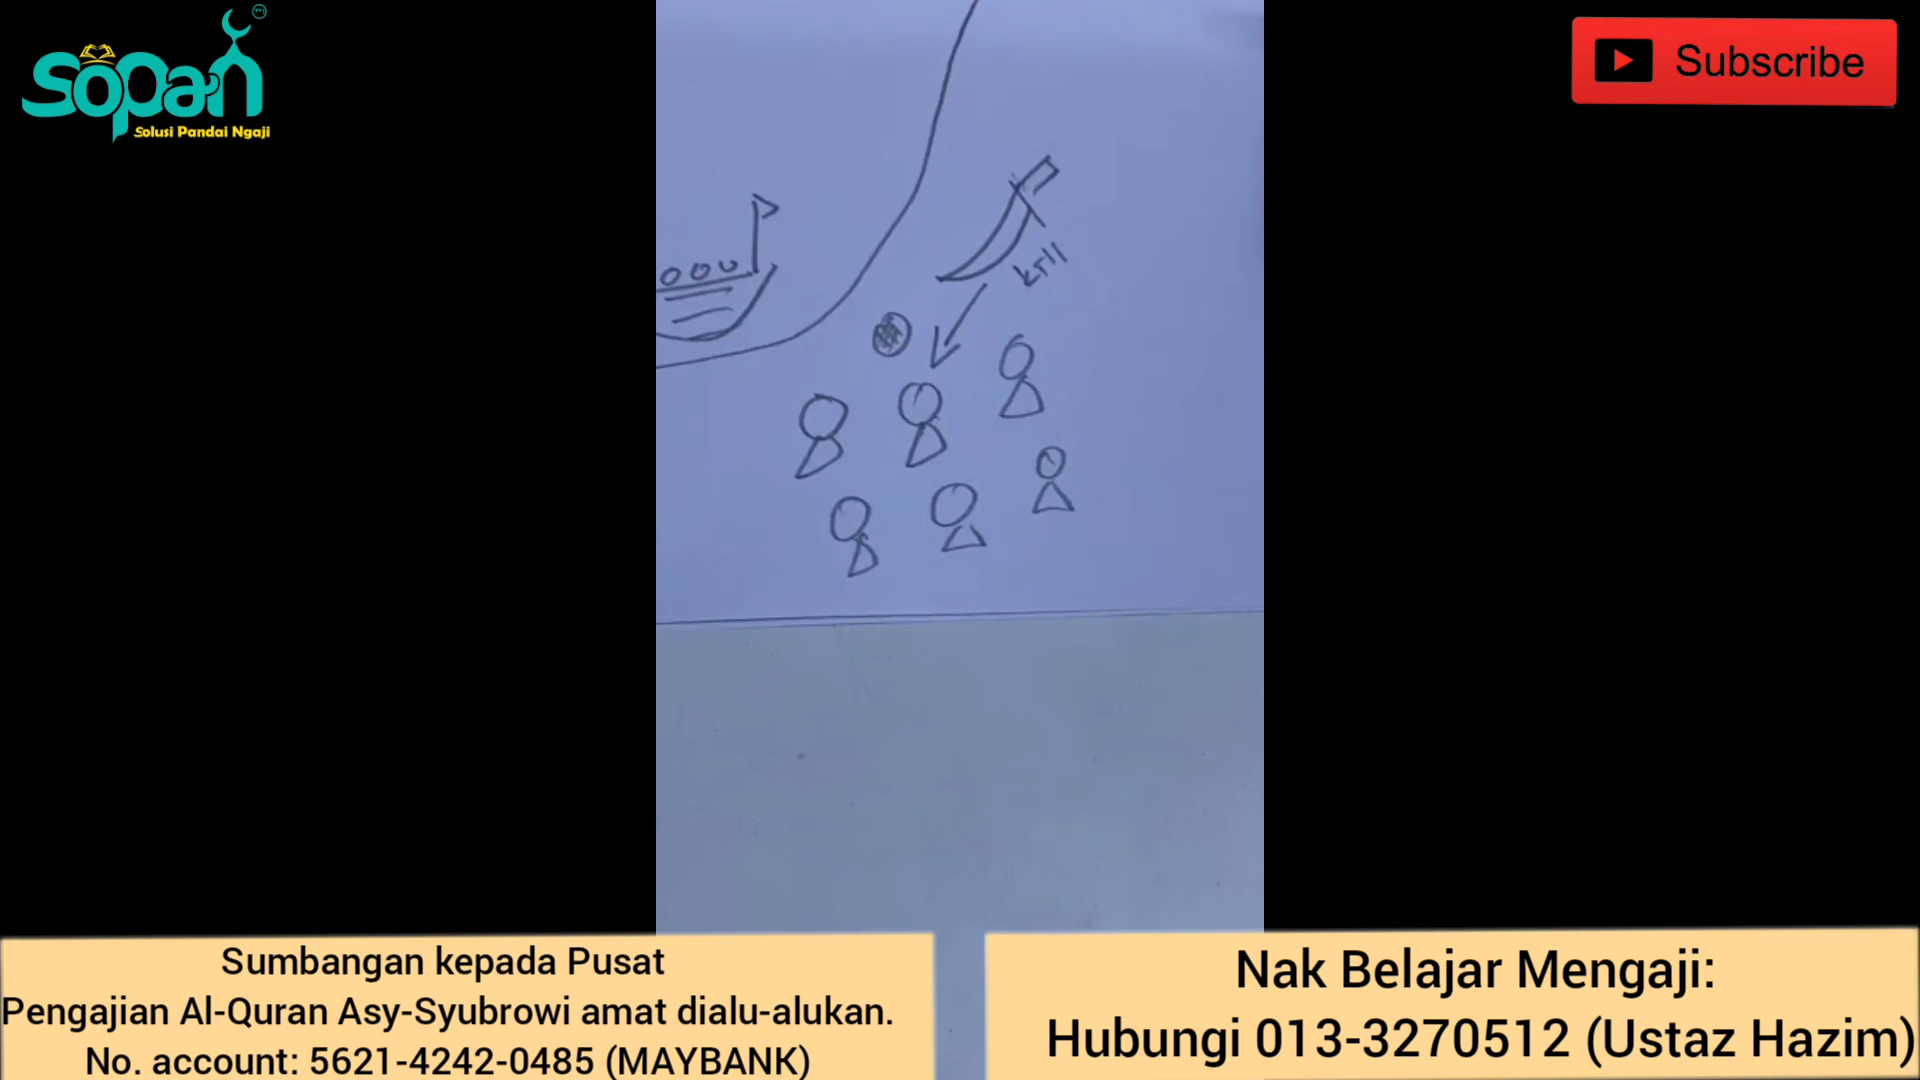 Sopan
Solusi Pandai Ngaji
Subscribe
kill
Sumbangan kepada Pusat
Pengajian Al-Quran Asy-Syubrowi amat dialu-alukan.
No. account: 5621-4242-0485 (MAYBANK)
Nak Belajar Mengaji:
Hubungi 013-3270512 (Ustaz Hazim)